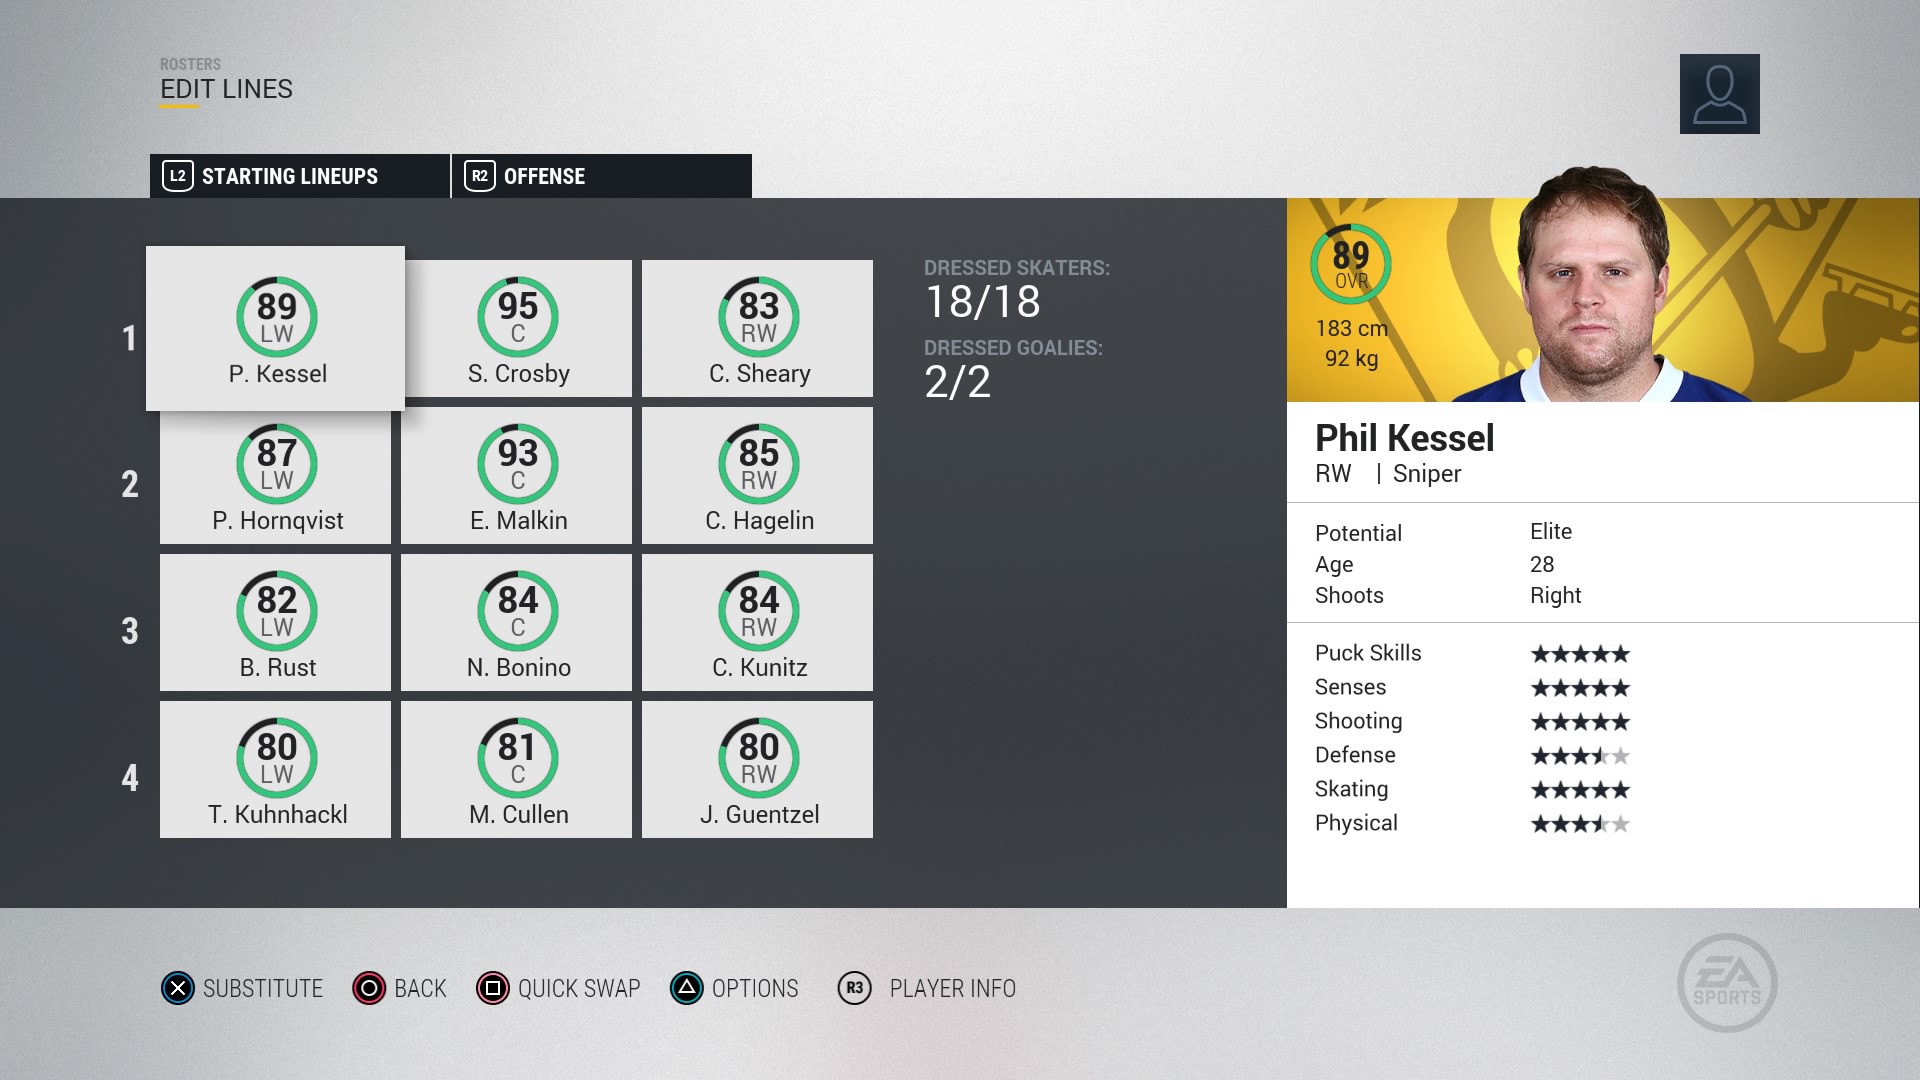 ROSTERS
EDIT LINES
L2 STARTING LINEUPS
R2 OFFENSE
1
89
LW
P. Kessel
95
C
S. Crosby
83
RW
C. Sheary
2
87
LW
P. Hornqvist
93
C
E. Malkin
85
RW
C. Hagelin
3
82
LW
B. Rust
84
C
N. Bonino
84
RW
C. Kunitz
4
80
LW
T. Kuhnhackl
81
C
M. Cullen
80
RW
J. Guentzel
DRESSED SKATERS:
18/18
DRESSED GOALIES:
2/2
89
OVR
183 cm
92 kg
Phil Kessel
RW | Sniper
Potential Elite
Age 28
Shoots Right
Puck Skills
Senses
Shooting
Defense
Skating
Physical
SUBSTITUTE
BACK
QUICK SWAP
OPTIONS
R3 PLAYER INFO
EA
SPORTS